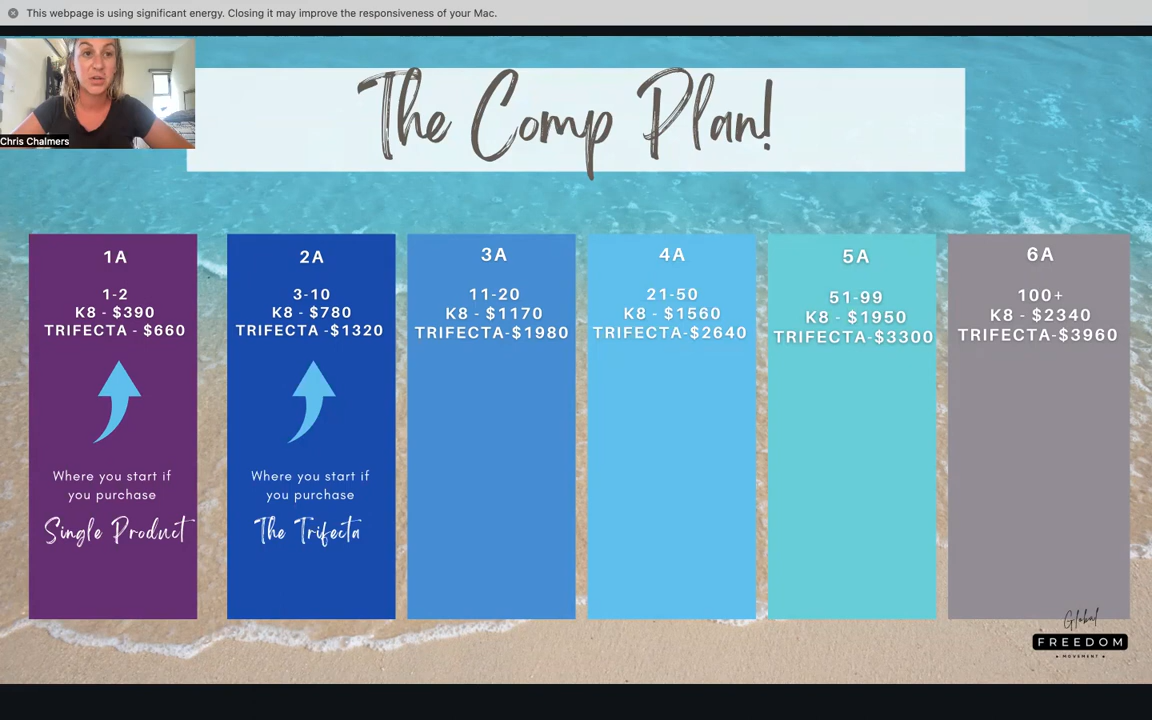 This webpage is using significant energy. Closing it may improve the responsiveness of your Mac.
Chris Chalmers
The Comp Plan!
1A
1-2
K8 - $390
TRIFECTA - $660
Where you start if
you purchase
Single Product
2A
3-10
K8 - $780
TRIFECTA -$1320
Where you start if
you purchase
The Trifecta
3A
11-20
K8 - $1170
TRIFECTA-$1980
4A
21-50
K8 - $1560
TRIFECTA-$2640
5A
51-99
K8 - $1950
TRIFECTA-$3300
6A
100+
K8 - $2340
TRIFECTA-$3960
Global
FREEDOM
• MOVEMENT •